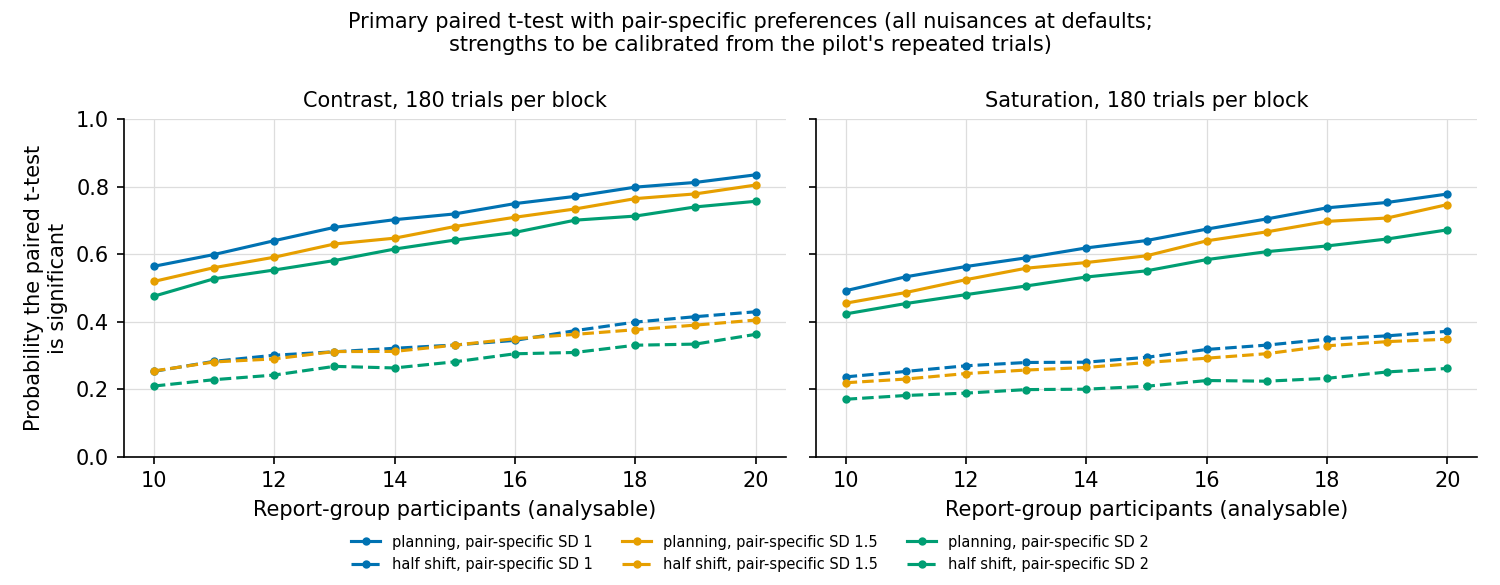 Primary paired t-test with pair-specific preferences (all nuisances at defaults;
strengths to be calibrated from the pilot's repeated trials)
Contrast, 180 trials per block
Saturation, 180 trials per block
Probability the paired t-test
is significant
1.0
0.8
0.6
0.4
0.2
0.0
10 12 14 16 18 20
10 12 14 16 18 20
Report-group participants (analysable)
Report-group participants (analysable)
planning, pair-specific SD 1
planning, pair-specific SD 1.5
planning, pair-specific SD 2
half shift, pair-specific SD 1
half shift, pair-specific SD 1.5
half shift, pair-specific SD 2